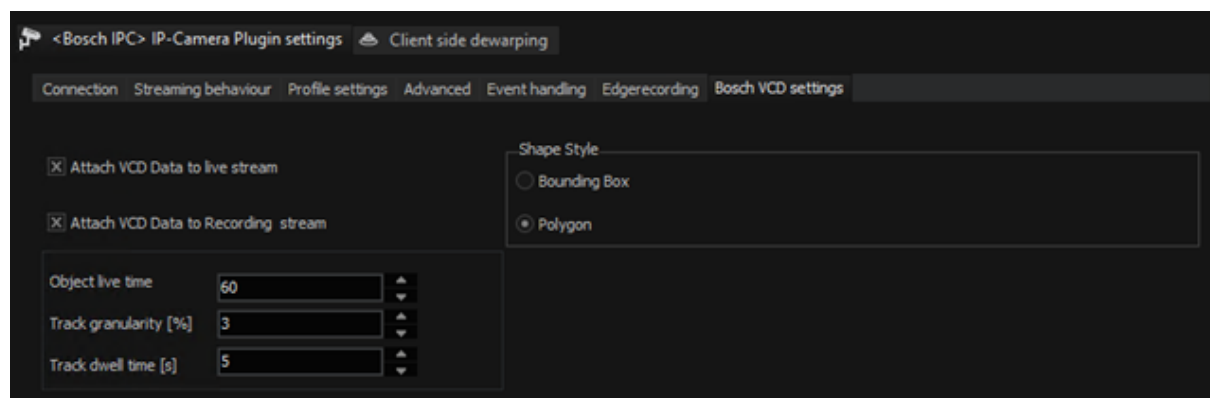 <Bosch IPC> IP-Camera Plugin settings Client side dewarping
Connection Streaming behaviour Profile settings Advanced Event handling Edgerecording Bosch VCD settings
Attach VCD Data to live stream
Attach VCD Data to Recording stream
Object live time 60
Track granularity [%] 3
Track dwell time [s] 5
Shape Style
Bounding Box
Polygon